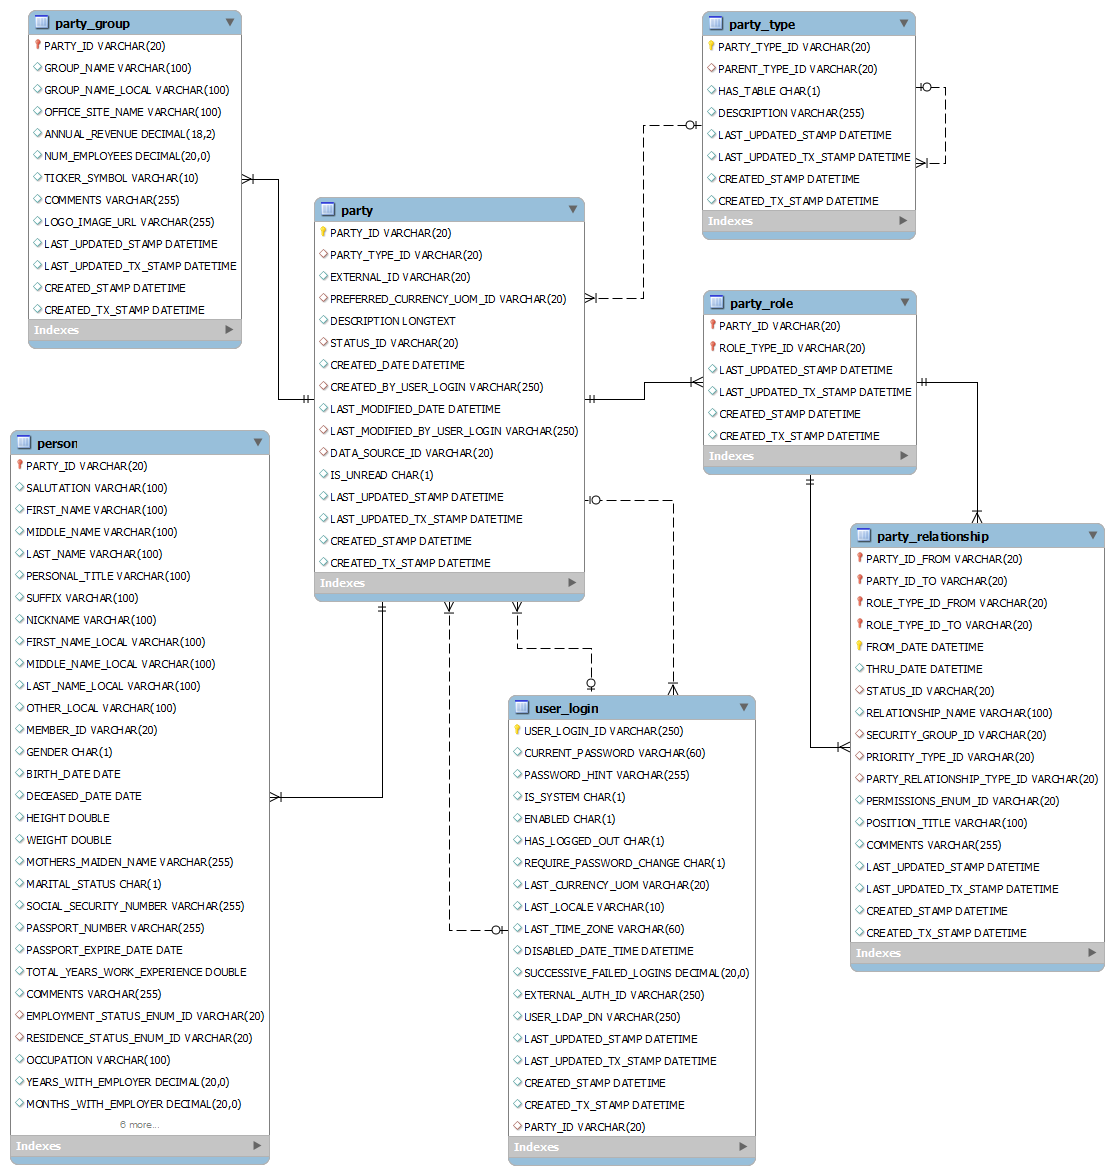 party_group
PARTY_ID VARCHAR(20)
GROUP_NAME VARCHAR(100)
GROUP_NAME_LOCAL VARCHAR(100)
OFFICE_SITE_NAME VARCHAR(100)
ANNUAL_REVENUE DECIMAL(18,2)
NUM_EMPLOYEES DECIMAL(20,0)
TICKER_SYMBOL VARCHAR(10)
COMMENTS VARCHAR(255)
LOGO_IMAGE_URL VARCHAR(255)
LAST_UPDATED_STAMP DATETIME
LAST_UPDATED_TX_STAMP DATETIME
CREATED_STAMP DATETIME
CREATED_TX_STAMP DATETIME
Indexes
party_type
PARTY_TYPE_ID VARCHAR(20)
PARENT_TYPE_ID VARCHAR(20)
HAS_TABLE CHAR(1)
DESCRIPTION VARCHAR(255)
LAST_UPDATED_STAMP DATETIME
LAST_UPDATED_TX_STAMP DATETIME
CREATED_STAMP DATETIME
CREATED_TX_STAMP DATETIME
Indexes
party
PARTY_ID VARCHAR(20)
PARTY_TYPE_ID VARCHAR(20)
EXTERNAL_ID VARCHAR(20)
PREFERRED_CURRENCY_UOM_ID VARCHAR(20)
DESCRIPTION LONGTEXT
STATUS_ID VARCHAR(20)
CREATED_DATE DATETIME
CREATED_BY_USER_LOGIN VARCHAR(250)
LAST_MODIFIED_DATE DATETIME
LAST_MODIFIED_BY_USER_LOGIN VARCHAR(250)
DATA_SOURCE_ID VARCHAR(20)
IS_UNREAD CHAR(1)
LAST_UPDATED_STAMP DATETIME
LAST_UPDATED_TX_STAMP DATETIME
CREATED_STAMP DATETIME
CREATED_TX_STAMP DATETIME
Indexes
party_role
PARTY_ID VARCHAR(20)
ROLE_TYPE_ID VARCHAR(20)
LAST_UPDATED_STAMP DATETIME
LAST_UPDATED_TX_STAMP DATETIME
CREATED_STAMP DATETIME
CREATED_TX_STAMP DATETIME
Indexes
person
PARTY_ID VARCHAR(20)
SALUTATION VARCHAR(100)
FIRST_NAME VARCHAR(100)
MIDDLE_NAME VARCHAR(100)
LAST_NAME VARCHAR(100)
PERSONAL_TITLE VARCHAR(100)
SUFFIX VARCHAR(100)
NICKNAME VARCHAR(100)
FIRST_NAME_LOCAL VARCHAR(100)
MIDDLE_NAME_LOCAL VARCHAR(100)
LAST_NAME_LOCAL VARCHAR(100)
OTHER_LOCAL VARCHAR(100)
MEMBER_ID VARCHAR(20)
GENDER CHAR(1)
BIRTH_DATE DATE
DECEASED_DATE DATE
HEIGHT DOUBLE
WEIGHT DOUBLE
MOTHERS_MAIDEN_NAME VARCHAR(255)
MARITAL_STATUS CHAR(1)
SOCIAL_SECURITY_NUMBER VARCHAR(255)
PASSPORT_NUMBER VARCHAR(255)
PASSPORT_EXPIRE_DATE DATE
TOTAL_YEARS_WORK_EXPERIENCE DOUBLE
COMMENTS VARCHAR(255)
EMPLOYMENT_STATUS_ENUM_ID VARCHAR(20)
RESIDENCE_STATUS_ENUM_ID VARCHAR(20)
OCCUPATION VARCHAR(100)
YEARS_WITH_EMPLOYER DECIMAL(20,0)
MONTHS_WITH_EMPLOYER DECIMAL(20,0)
6 more...
Indexes
party_relationship
PARTY_ID_FROM VARCHAR(20)
PARTY_ID_TO VARCHAR(20)
ROLE_TYPE_ID_FROM VARCHAR(20)
ROLE_TYPE_ID_TO VARCHAR(20)
FROM_DATE DATETIME
THRU_DATE DATETIME
STATUS_ID VARCHAR(20)
RELATIONSHIP_NAME VARCHAR(100)
SECURITY_GROUP_ID VARCHAR(20)
PRIORITY_TYPE_ID VARCHAR(20)
PARTY_RELATIONSHIP_TYPE_ID VARCHAR(20)
PERMISSIONS_ENUM_ID VARCHAR(20)
POSITION_TITLE VARCHAR(100)
COMMENTS VARCHAR(255)
LAST_UPDATED_STAMP DATETIME
LAST_UPDATED_TX_STAMP DATETIME
CREATED_STAMP DATETIME
CREATED_TX_STAMP DATETIME
Indexes
user_login
USER_LOGIN_ID VARCHAR(250)
CURRENT_PASSWORD VARCHAR(60)
PASSWORD_HINT VARCHAR(255)
IS_SYSTEM CHAR(1)
ENABLED CHAR(1)
HAS_LOGGED_OUT CHAR(1)
REQUIRE_PASSWORD_CHANGE CHAR(1)
LAST_CURRENCY_UOM VARCHAR(20)
LAST_LOCALE VARCHAR(10)
LAST_TIME_ZONE VARCHAR(60)
DISABLED_DATE_TIME DATETIME
SUCCESSIVE_FAILED_LOGINS DECIMAL(20,0)
EXTERNAL_AUTH_ID VARCHAR(250)
USER_LDAP_DN VARCHAR(250)
LAST_UPDATED_STAMP DATETIME
LAST_UPDATED_TX_STAMP DATETIME
CREATED_STAMP DATETIME
CREATED_TX_STAMP DATETIME
PARTY_ID VARCHAR(20)
Indexes